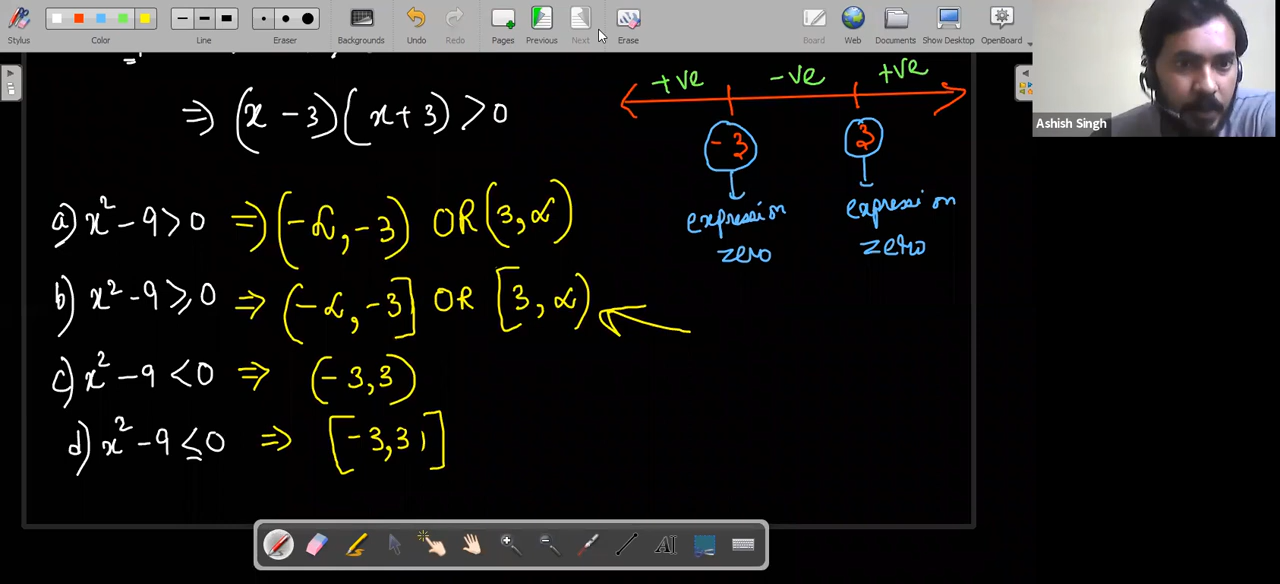 Stylus Color Line Eraser Backgrounds Undo Redo Pages Previous Next Erase Board Web Documents Show Desktop OpenBoard
Ashish Singh
⇒ (x - 3)(x + 3) > 0
+ve -ve +ve
-3 3
expression expression
zero zero
a) x² - 9 > 0 ⇒ (-∞, -3) OR (3, ∞)
b) x² - 9 ≥ 0 ⇒ (-∞, -3] OR [3, ∞)
c) x² - 9 < 0 ⇒ (-3, 3)
d) x² - 9 ≤ 0 ⇒ [-3, 3]
AI